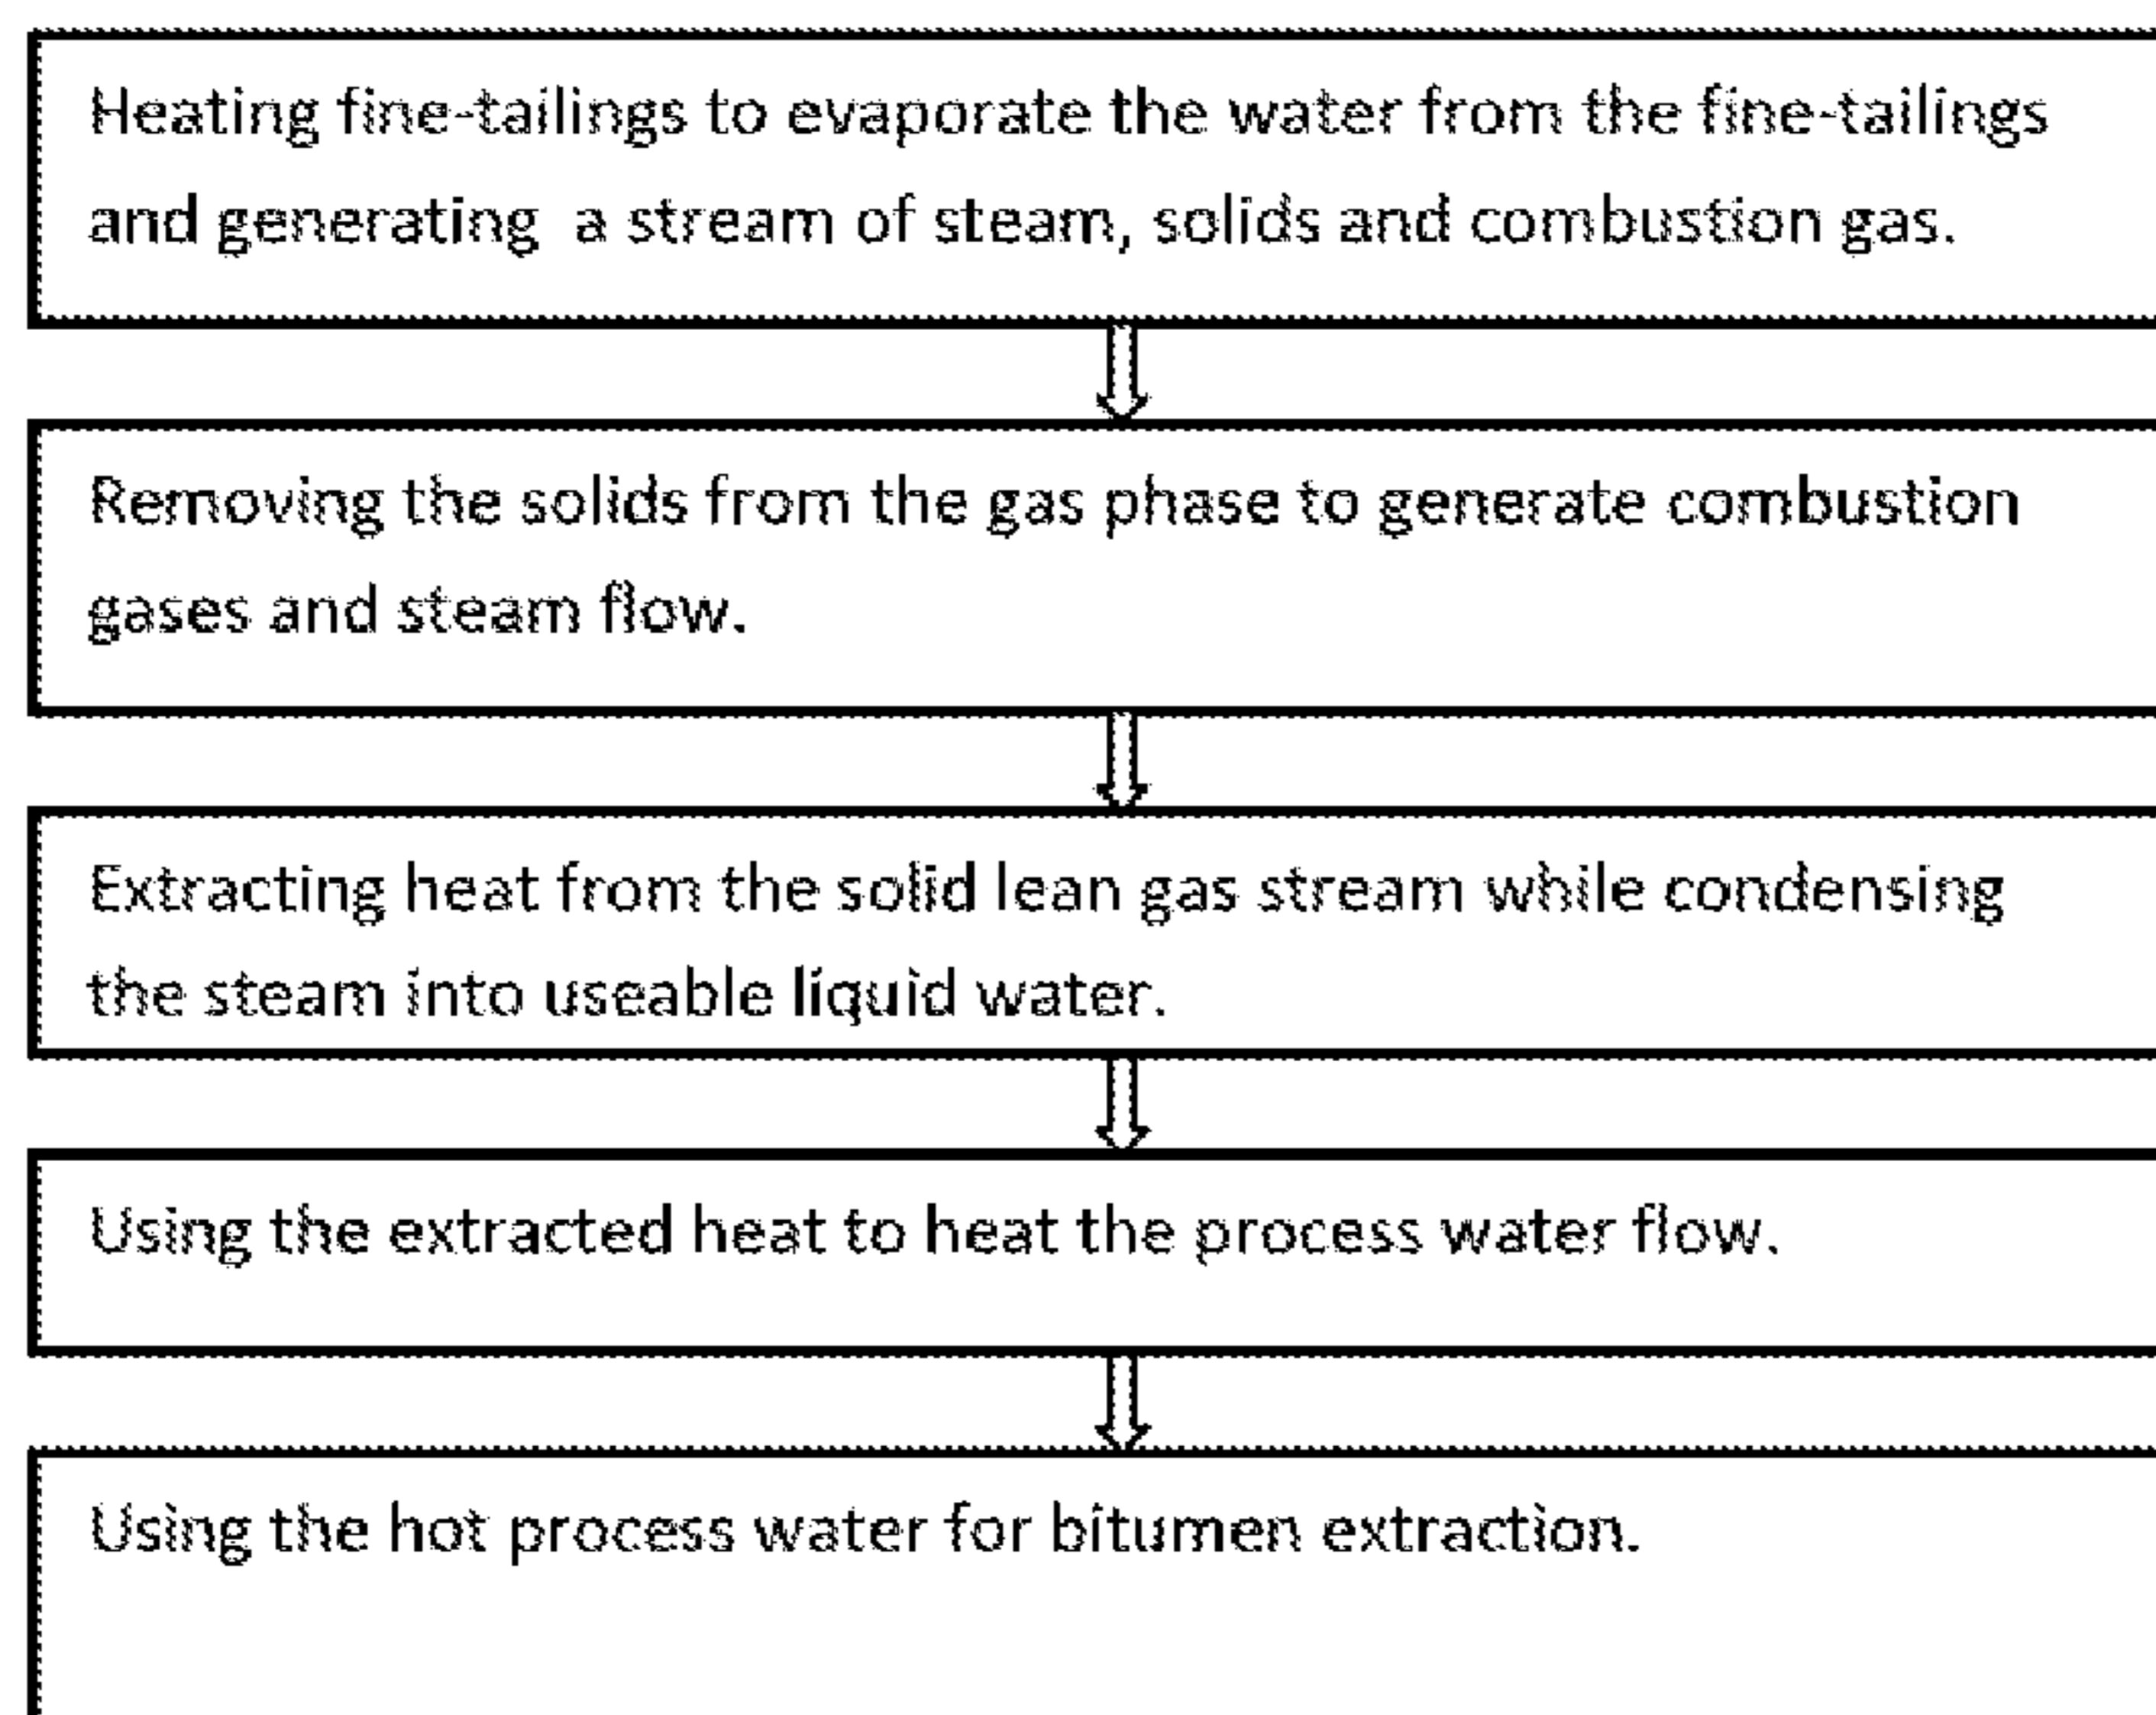 Heating fine-tailings to evaporate the water from the fine-tailings
and generating  a stream of steam, solids and combustion gas.
Removing the solids from the gas phase to generate combustion
gases and steam flow.
Extracting heat from the solid lean gas stream while condensing
the steam into useable liquid water.
Using the extracted heat to heat the process water flow.
Using the hot process water for bitumen extraction.